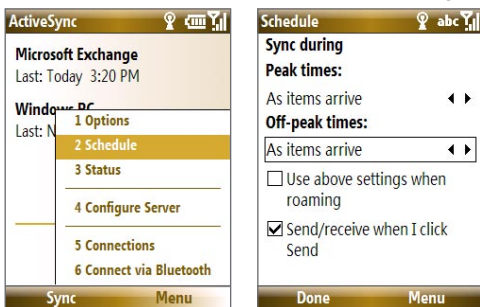 ActiveSync
Microsoft Exchange
Last: Today 3:20 PM
Windows PC
Last: N
1 Options
2 Schedule
3 Status
4 Configure Server
5 Connections
6 Connect via Bluetooth
Sync Menu
Schedule abc
Sync during
Peak times:
As items arrive
Off-peak times:
As items arrive
Use above settings when
roaming
Send/receive when I click
Send
Done Menu